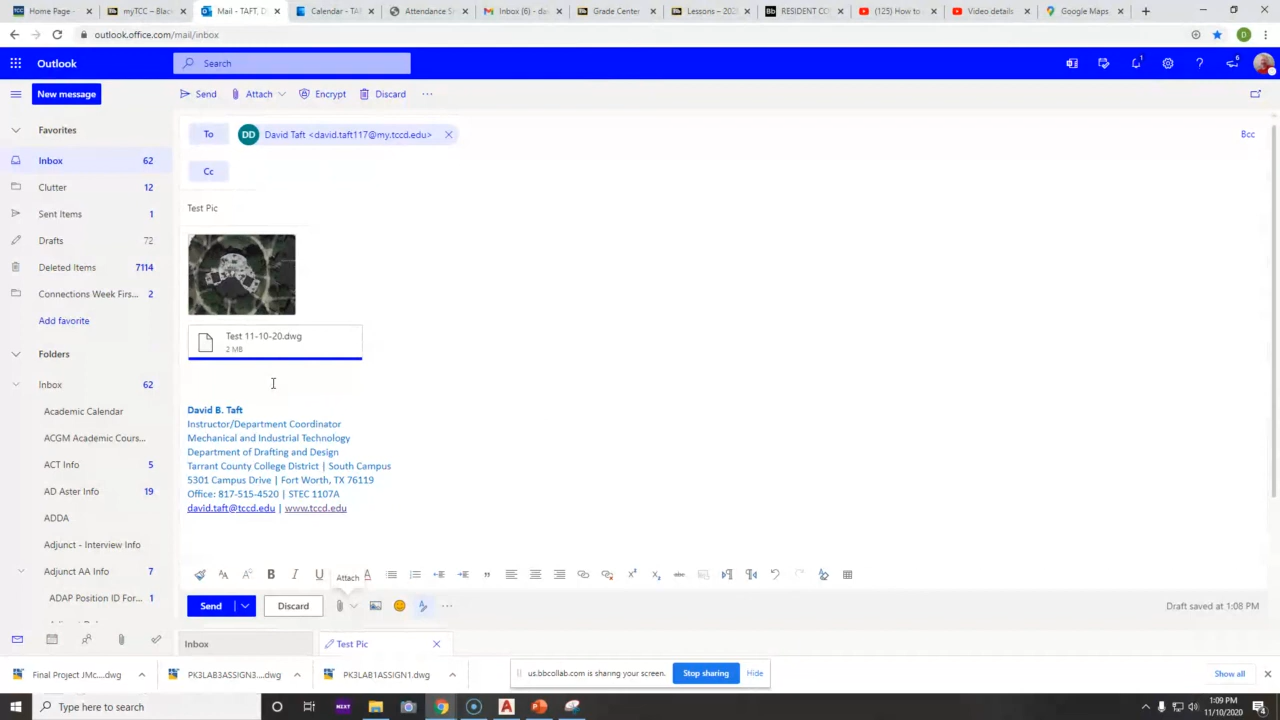 Home Page -
myTCC – Black
Mail - TAFT, D
Calendar - TAF
Attendance S
Inbox (6) - da
Grade Center
Lessons – 202
RESIDENT CO
(125) How to
Video details
Google Maps
outlook.office.com/mail/inbox
D
Outlook
Search
1
6
New message
Send
Attach
Encrypt
Discard
Favorites
Inbox 62
Clutter 12
Sent Items 1
Drafts 72
Deleted Items 7114
Connections Week Firs... 2
Add favorite
Folders
Inbox 62
Academic Calendar
ACGM Academic Cours...
ACT Info 5
AD Aster Info 19
ADDA
Adjunct - Interview Info
Adjunct AA Info 7
ADAP Position ID For... 1
To
DD David Taft <david.taft117@my.tccd.edu>
Bcc
Cc
Test Pic
Test 11-10-20.dwg
2 MB
David B. Taft
Instructor/Department Coordinator
Mechanical and Industrial Technology
Department of Drafting and Design
Tarrant County College District | South Campus
5301 Campus Drive | Fort Worth, TX 76119
Office: 817-515-4520 | STEC 1107A
david.taft@tccd.edu | www.tccd.edu
Attach
Send
Discard
Draft saved at 1:08 PM
Inbox
Test Pic
Final Project JMc....dwg
PK3LAB3ASSIGN3....dwg
PK3LAB1ASSIGN1.dwg
us.bbcollab.com is sharing your screen.
Stop sharing
Hide
Show all
Type here to search
NEXT
1:09 PM
11/10/2020
4